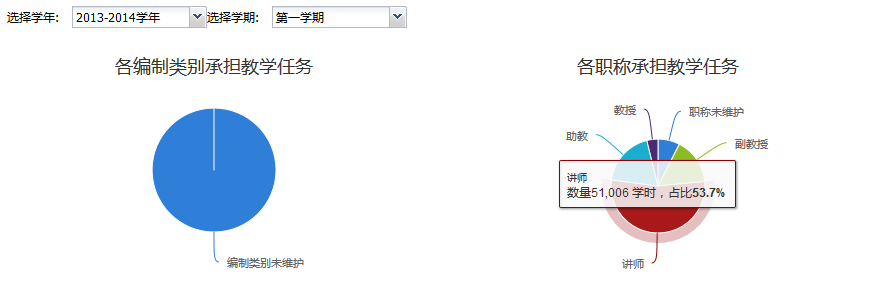 选择学年: 2013-2014学年 选择学期: 第一学期
各编制类别承担教学任务
编制类别未维护
各职称承担教学任务
教授
职称未维护
助教
副教授
讲师
数量51,006 学时，占比53.7%
讲师